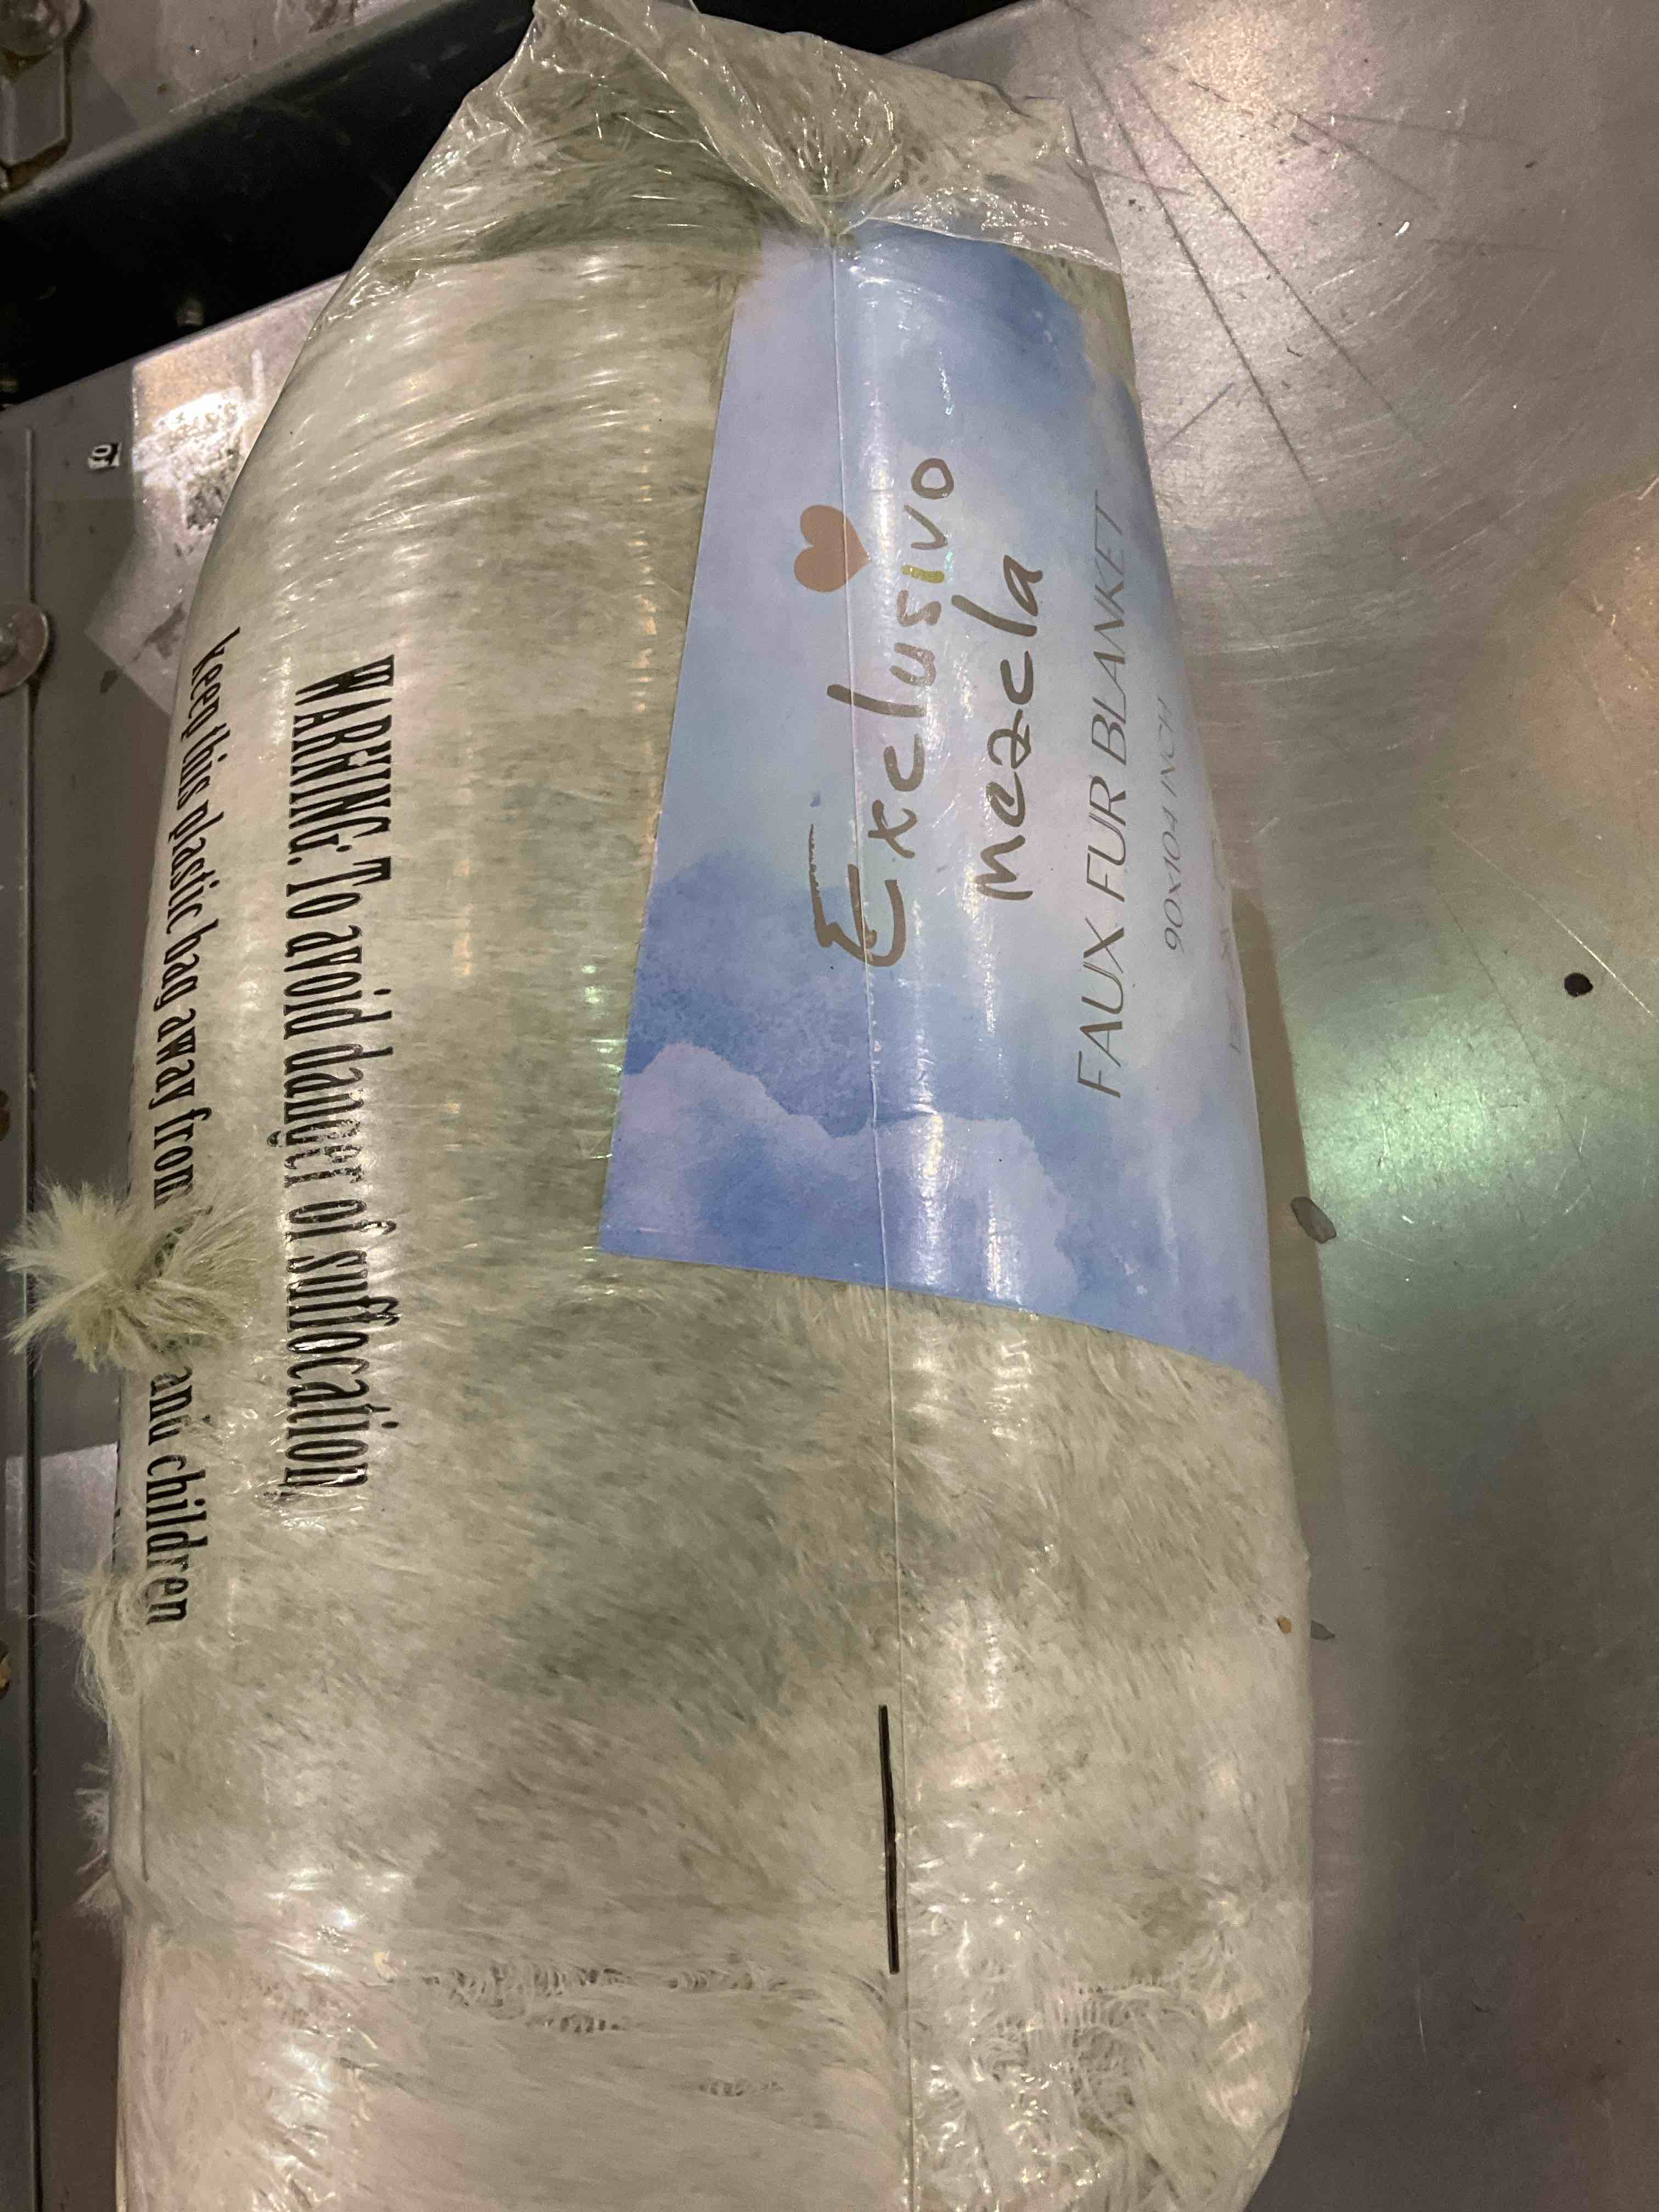 Exclusivo
mezcla
FAUX FUR BLANKET
90x104 INCH
WARNING: To avoid danger of suffocation
keep this plastic bag away from
and children